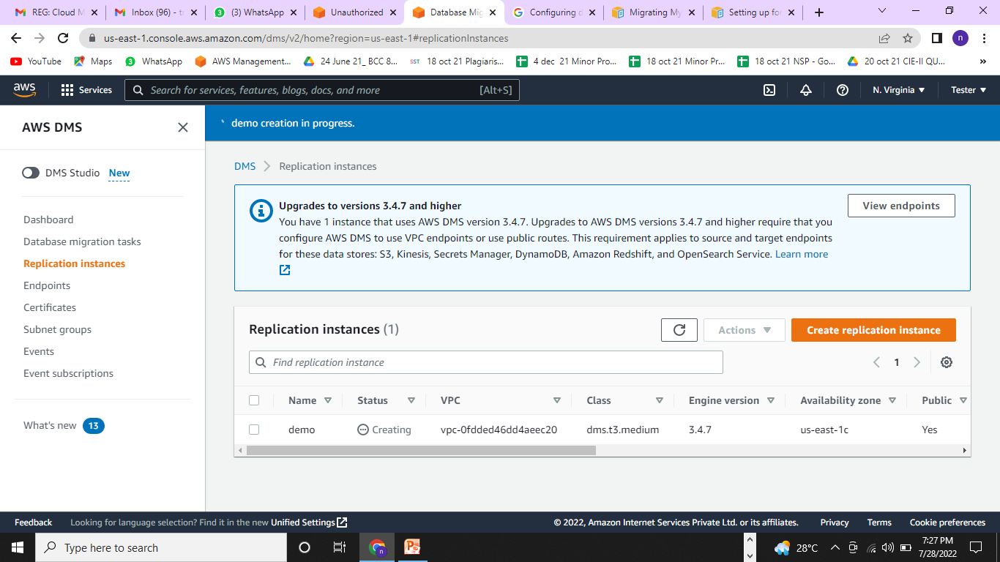 REG: Cloud M
Inbox (96) - t
(3) WhatsApp
Unauthorized
Database Mig
Configuring d
Migrating My
Setting up for
us-east-1.console.aws.amazon.com/dms/v2/home?region=us-east-1#replicationInstances
n
YouTube
Maps
WhatsApp
AWS Management...
24 June 21_ BCC 8...
SST 18 oct 21 Plagiaris...
4 dec 21 Minor Pro...
18 oct 21 Minor Pr...
18 oct 21 NSP - Go...
20 oct 21 CIE-II QU...
»
aws
Services
Search for services, features, blogs, docs, and more
[Alt+S]
N. Virginia
Tester
AWS DMS
demo creation in progress.
DMS Studio New
Dashboard
Database migration tasks
Replication instances
Endpoints
Certificates
Subnet groups
Events
Event subscriptions
What's new 13
DMS
Replication instances
Upgrades to versions 3.4.7 and higher
You have 1 instance that uses AWS DMS version 3.4.7. Upgrades to AWS DMS versions 3.4.7 and higher require that you
configure AWS DMS to use VPC endpoints or use public routes. This requirement applies to source and target endpoints
for these data stores: S3, Kinesis, Secrets Manager, DynamoDB, Amazon Redshift, and OpenSearch Service. Learn more
View endpoints
Replication instances (1)
Actions
Create replication instance
Find replication instance
1
Name Status VPC Class Engine version Availability zone Public
demo Creating vpc-0fdded46dd4aeec20 dms.t3.medium 3.4.7 us-east-1c Yes
Feedback
Looking for language selection? Find it in the new Unified Settings
© 2022, Amazon Internet Services Private Ltd. or its affiliates.
Privacy
Terms
Cookie preferences
Type here to search
n
28°C
7:27 PM
7/28/2022